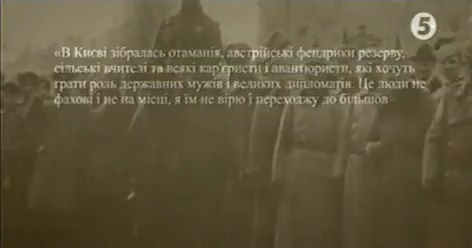 5
«В Києві зібралась отаманія, австрійські фендрики резерву,
сільські вчителі та всякі кар'єристи і авантюристи, які хочуть
грати роль державних мужів і великих дипломатів. Це люди не
фахові і не на місці, я їм не вірю і переходжу до більшов